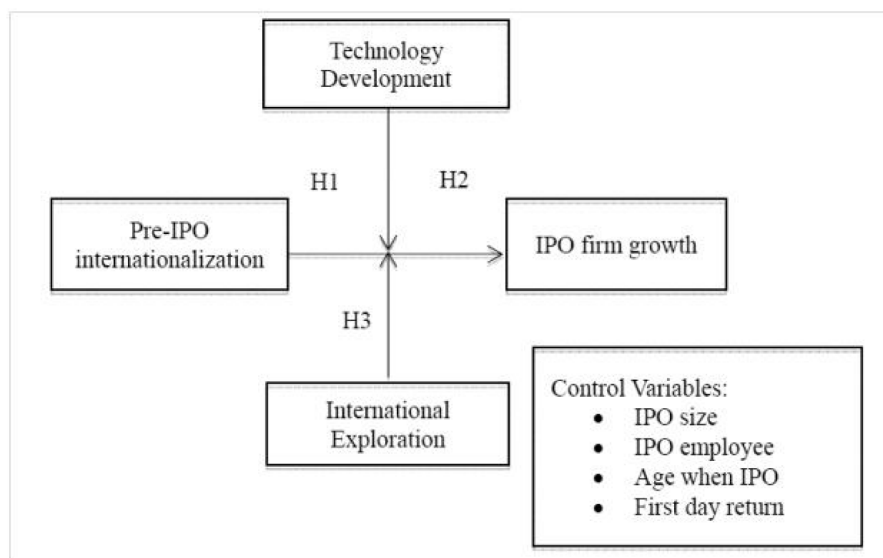 Technology
Development
H1
H2
Pre-IPO
internationalization
IPO firm growth
H3
International
Exploration
Control Variables:
• IPO size
• IPO employee
• Age when IPO
• First day return